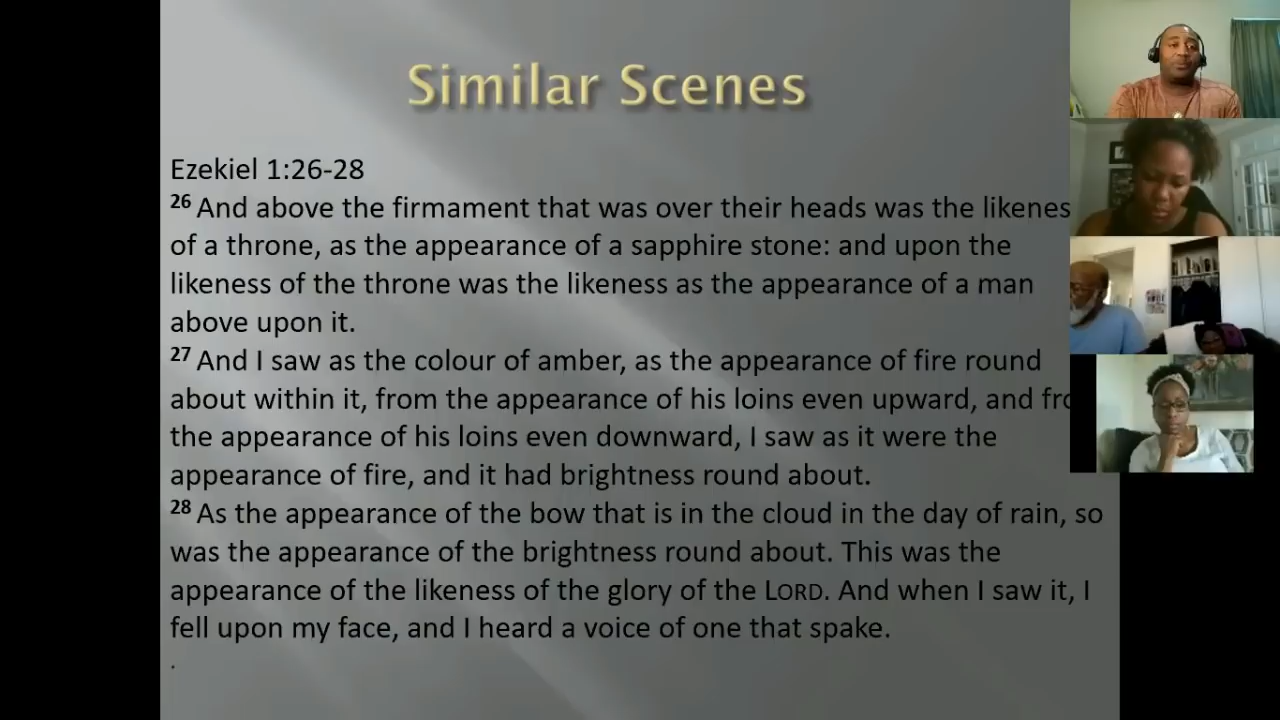 Similar Scenes
Ezekiel 1:26-28
26 And above the firmament that was over their heads was the likenes
of a throne, as the appearance of a sapphire stone: and upon the
likeness of the throne was the likeness as the appearance of a man
above upon it.
27 And I saw as the colour of amber, as the appearance of fire round
about within it, from the appearance of his loins even upward, and fro
the appearance of his loins even downward, I saw as it were the
appearance of fire, and it had brightness round about.
28 As the appearance of the bow that is in the cloud in the day of rain, so
was the appearance of the brightness round about. This was the
appearance of the likeness of the glory of the LORD. And when I saw it, I
fell upon my face, and I heard a voice of one that spake.
.